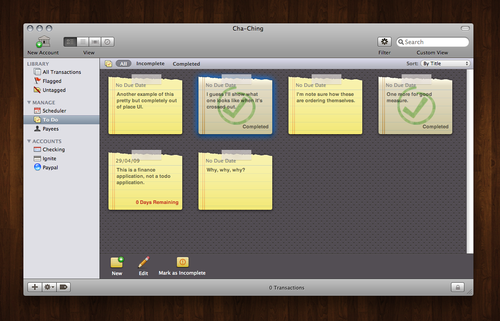 Cha-Ching
New Account
View
Filter
Search
Custom View
LIBRARY
All Transactions
Flagged
Untagged
MANAGE
Scheduler
To Do
Payees
ACCOUNTS
Checking
Ignite
Paypal
All Incomplete Completed
Sort: By Title
No Due Date
Another example of this
pretty but completely out
of place UI.
No Due Date
I guess I'll show what
one looks like when it's
crossed out.
Completed
No Due Date
I'm note sure how these
are ordering themselves.
No Due Date
One more for good
measure.
Completed
29/04/09
This is a finance
application, not a todo
application.
0 Days Remaining
No Due Date
Why, why, why?
New
Edit
Mark as Incomplete
0 Transactions